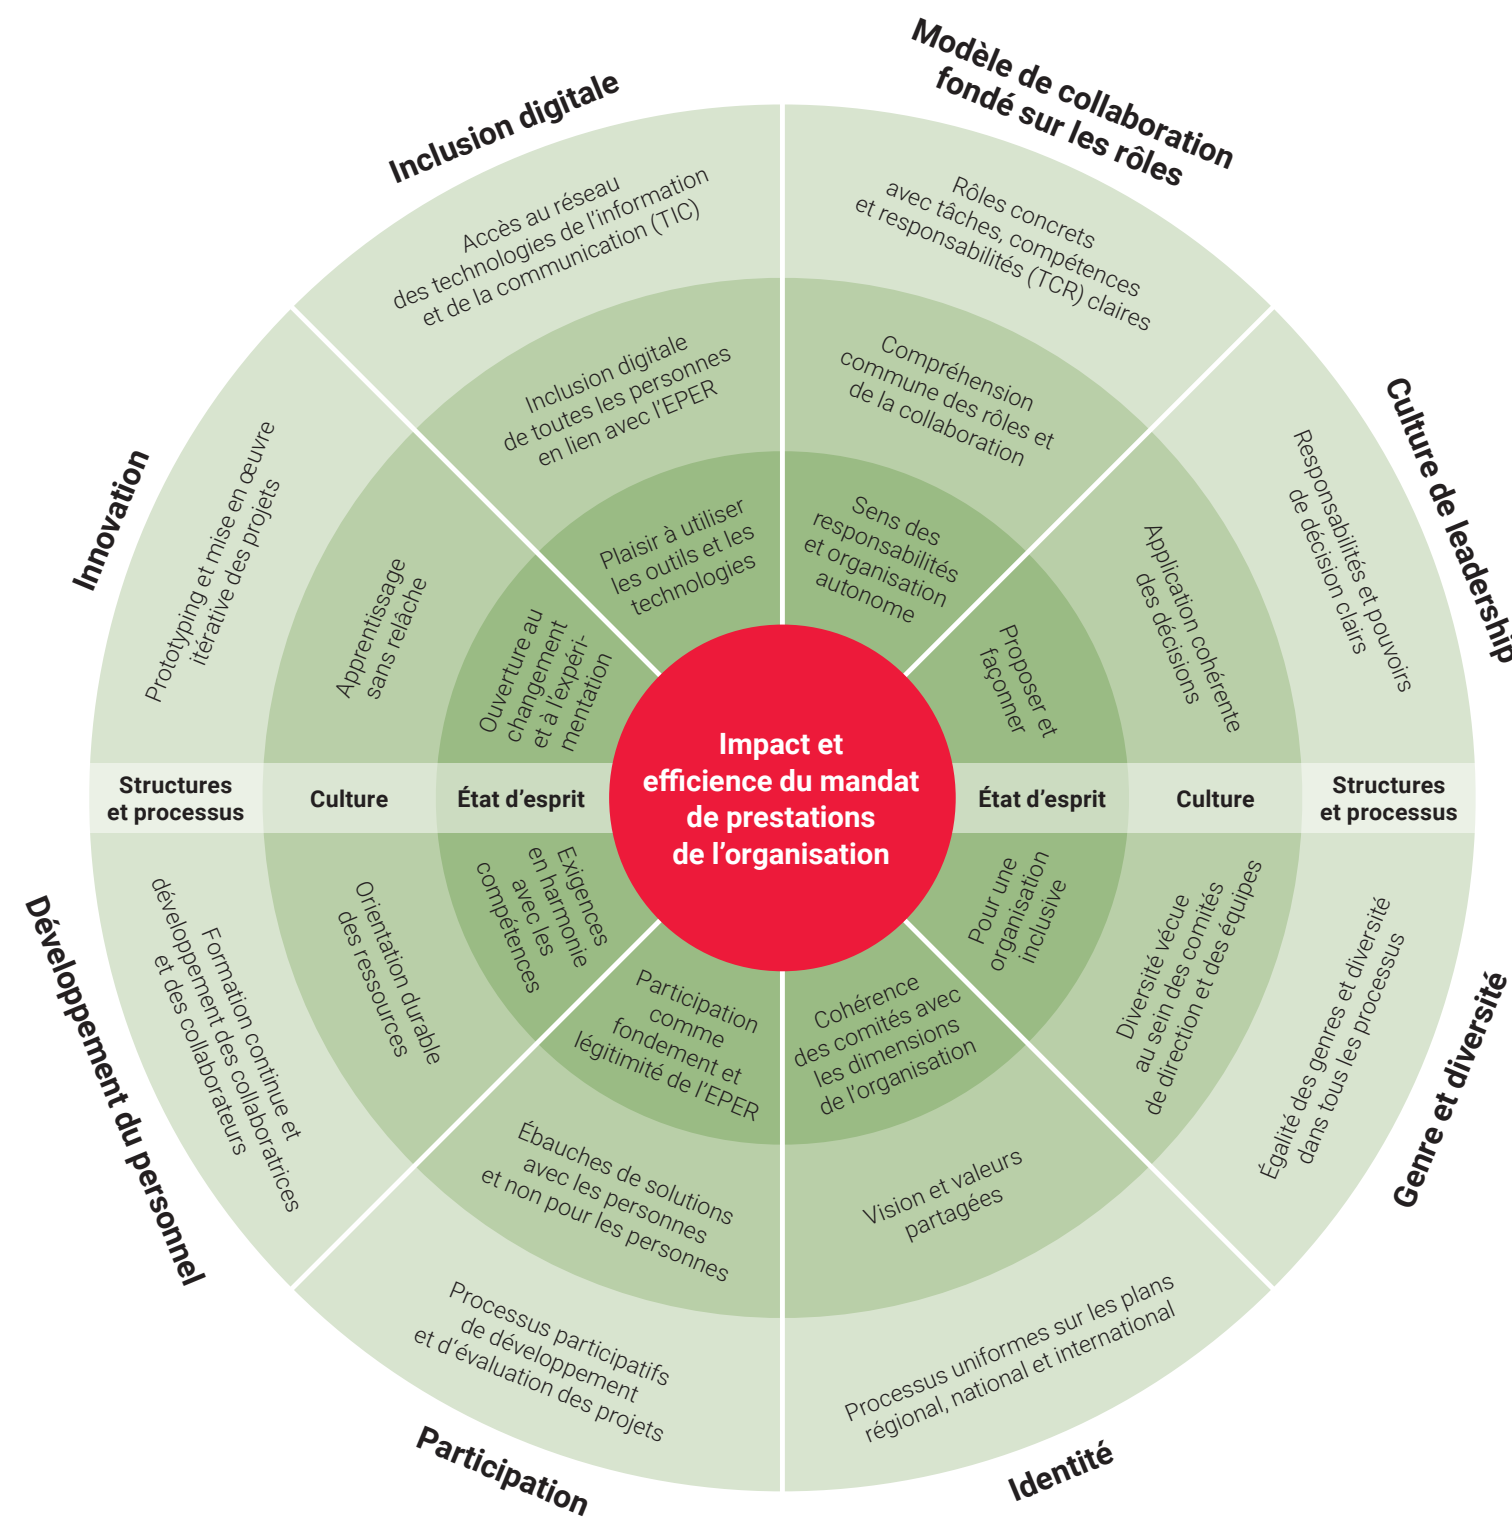 Modèle de collaboration
fondé sur les rôles
Rôles concrets
avec tâches, compétences
et responsabilités (TCR) claires
Compréhension
commune des rôles et
de la collaboration
Sens des
responsabilités
et organisation
autonome
Culture de leadership
Responsabilités et pouvoirs
de décision clairs
Application cohérente
des décisions
Proposer et
façonner
Inclusion digitale
Accès au réseau
des technologies de l'information
et de la communication (TIC)
Inclusion digitale
de toutes les personnes
en lien avec l'EPER
Plaisir à utiliser
les outils et les
technologies
Innovation
Prototyping et mise en œuvre
itérative des projets
Apprentissage
sans relâche
Ouverture au
changement
et à l'expéri-
mentation
Structures
et processus
Culture
État d’esprit
Impact et
efficience du mandat
de prestations
de l’organisation
État d’esprit
Culture
Structures
et processus
Développement du personnel
Formation continue et
développement des collaboratrices
et des collaborateurs
Orientation durable
des ressources
Exigences
en harmonie
avec les
compétences
Participation
comme
fondement et
légitimité de l’EPER
Ébauches de solutions
avec les personnes
et non pour les personnes
Processus participatifs
de développement
et d’évaluation des projets
Participation
Cohérence
des comités avec
les dimensions
de l’organisation
Vision et valeurs
partagées
Processus uniformes sur les plans
régional, national et international
Identité
Pour une
organisation
inclusive
Diversité vécue
au sein des comités
de direction et des équipes
Égalité des genres et diversité
dans tous les processus
Genre et diversité